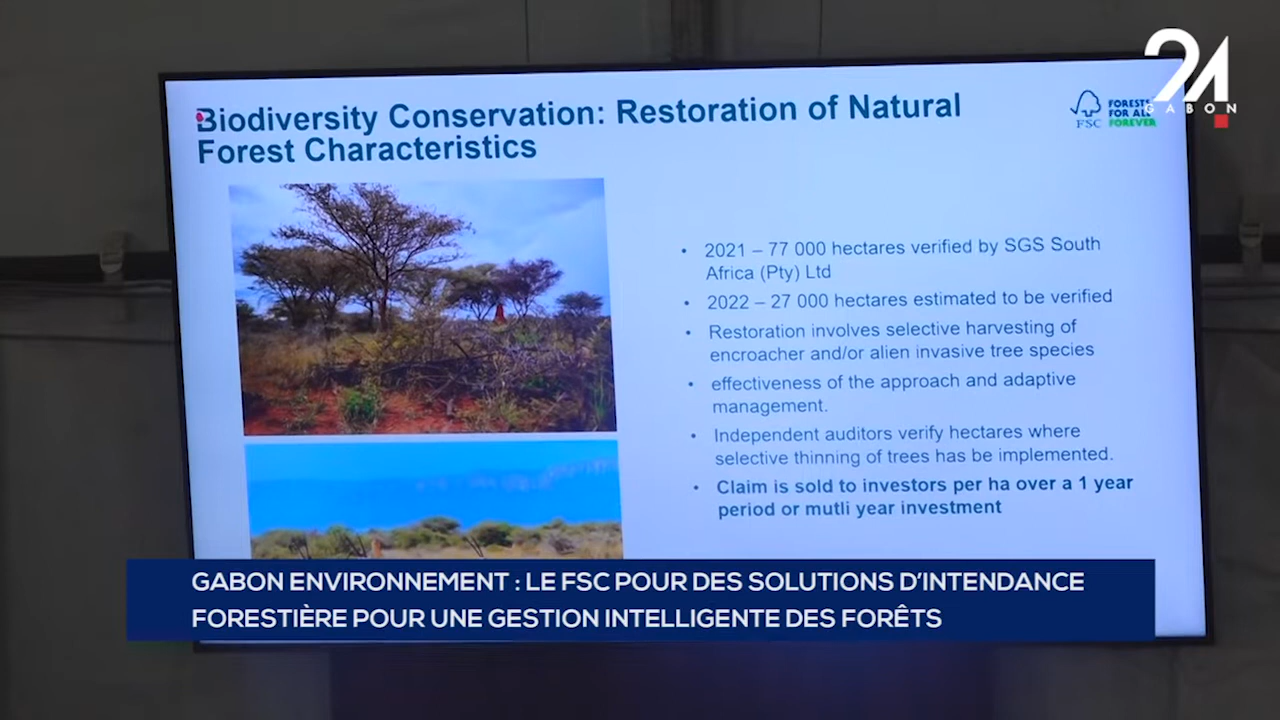 24
GABON
Biodiversity Conservation: Restoration of Natural
Forest Characteristics
FSC
FORESTS
FOR ALL
FOREVER
• 2021 – 77 000 hectares verified by SGS South
Africa (Pty) Ltd
• 2022 – 27 000 hectares estimated to be verified
• Restoration involves selective harvesting of
encroacher and/or alien invasive tree species
• effectiveness of the approach and adaptive
management.
• Independent auditors verify hectares where
selective thinning of trees has be implemented.
• Claim is sold to investors per ha over a 1 year
period or mutli year investment
GABON ENVIRONNEMENT : LE FSC POUR DES SOLUTIONS D'INTENDANCE
FORESTIÈRE POUR UNE GESTION INTELLIGENTE DES FORÊTS